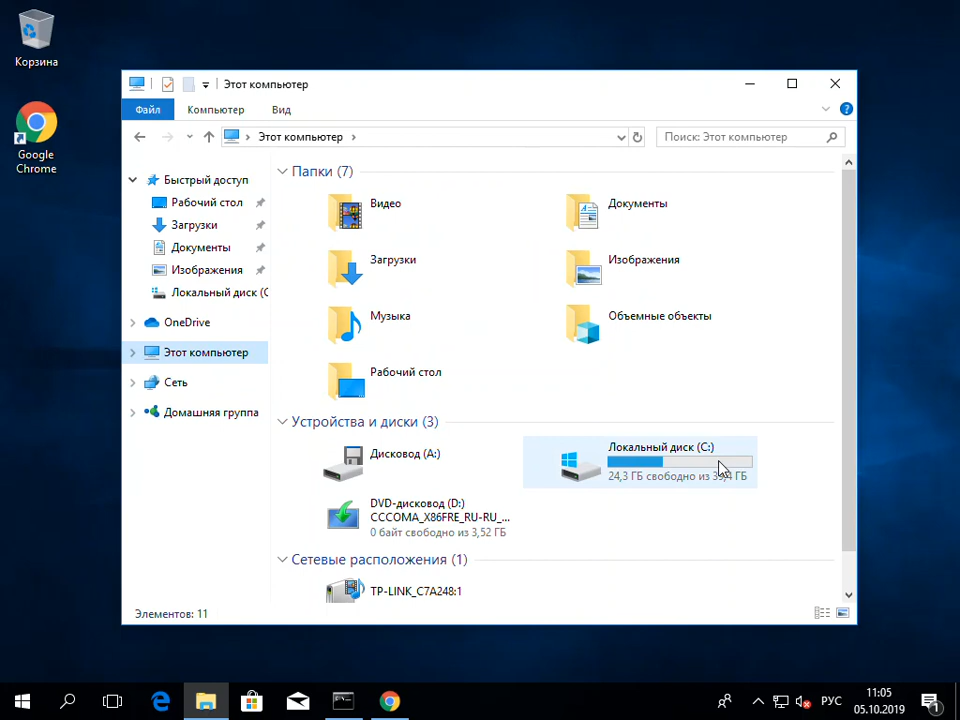 Корзина
Google
Chrome
Этот компьютер
Файл
Компьютер
Вид
Этот компьютер
Поиск: Этот компьютер
Быстрый доступ
Рабочий стол
Загрузки
Документы
Изображения
Локальный диск (C
OneDrive
Этот компьютер
Сеть
Домашняя группа
Папки (7)
Видео
Документы
Загрузки
Изображения
Музыка
Объемные объекты
Рабочий стол
Устройства и диски (3)
Дисковод (A:)
Локальный диск (C:)
24,3 ГБ свободно из 39,4 ГБ
DVD-дисковод (D:)
CCCOMA_X86FRE_RU-RU_...
0 байт свободно из 3,52 ГБ
Сетевые расположения (1)
TP-LINK_C7A248:1
Элементов: 11
РУС
11:05
05.10.2019
1